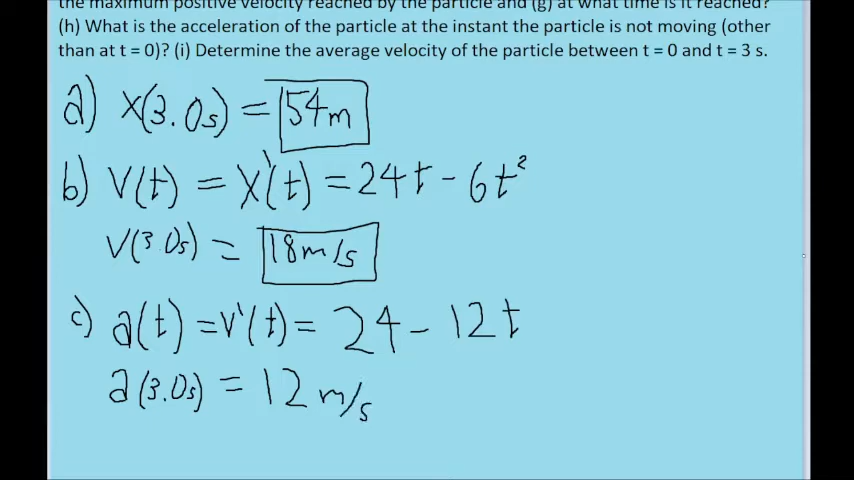 the maximum positive velocity reached by the particle and (g) at what time is it reached?
(h) What is the acceleration of the particle at the instant the particle is not moving (other
than at t = 0)? (i) Determine the average velocity of the particle between t = 0 and t = 3 s.
a) x(3.0s) = 54m
b) v(t) = x'(t) = 24t - 6t²
v(3.0s) = 18m/s
c) a(t) = v'(t) = 24 - 12t
a(3.0s) = 12 m/s